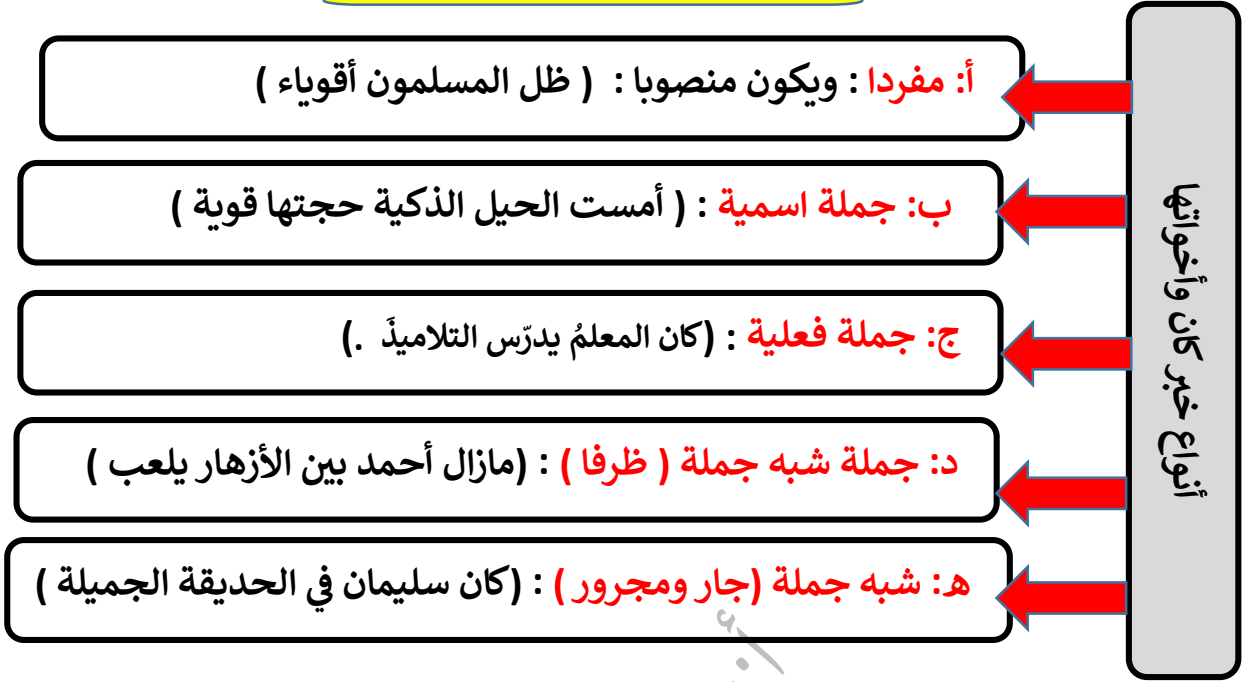 أنواع خبر كان وأخواتها
أ: مفردا : ويكون منصوبا : ( ظل المسلمون أقوياء )
ب: جملة اسمية : ( أمست الحيل الذكية حجتها قوية )
ج: جملة فعلية : (كان المعلمُ يدرّس التلاميذَ .)
د: جملة شبه جملة ( ظرفا ) : (مازال أحمد بين الأزهار يلعب )
ه: شبه جملة (جار ومجرور ) : (كان سليمان في الحديقة الجميلة )